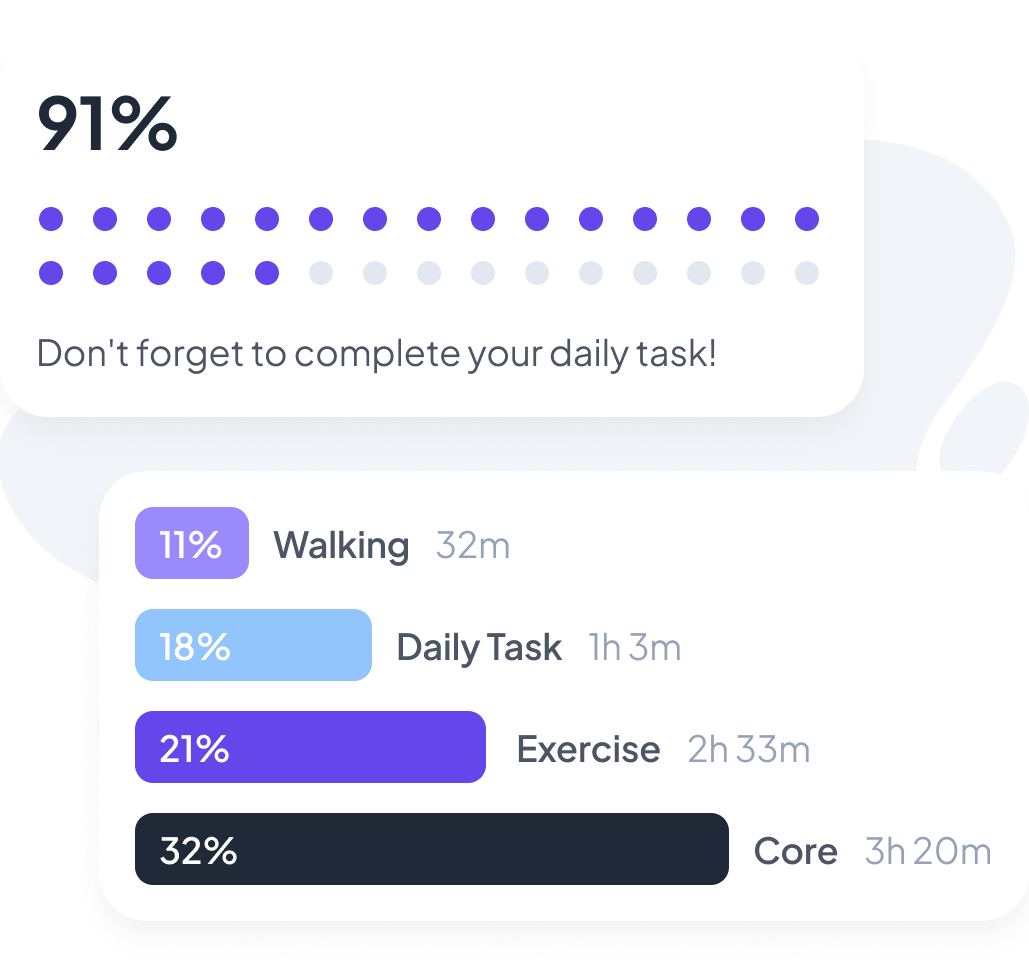 91%
Don't forget to complete your daily task!
11% Walking 32m
18% Daily Task 1h 3m
21% Exercise 2h 33m
32% Core 3h 20m